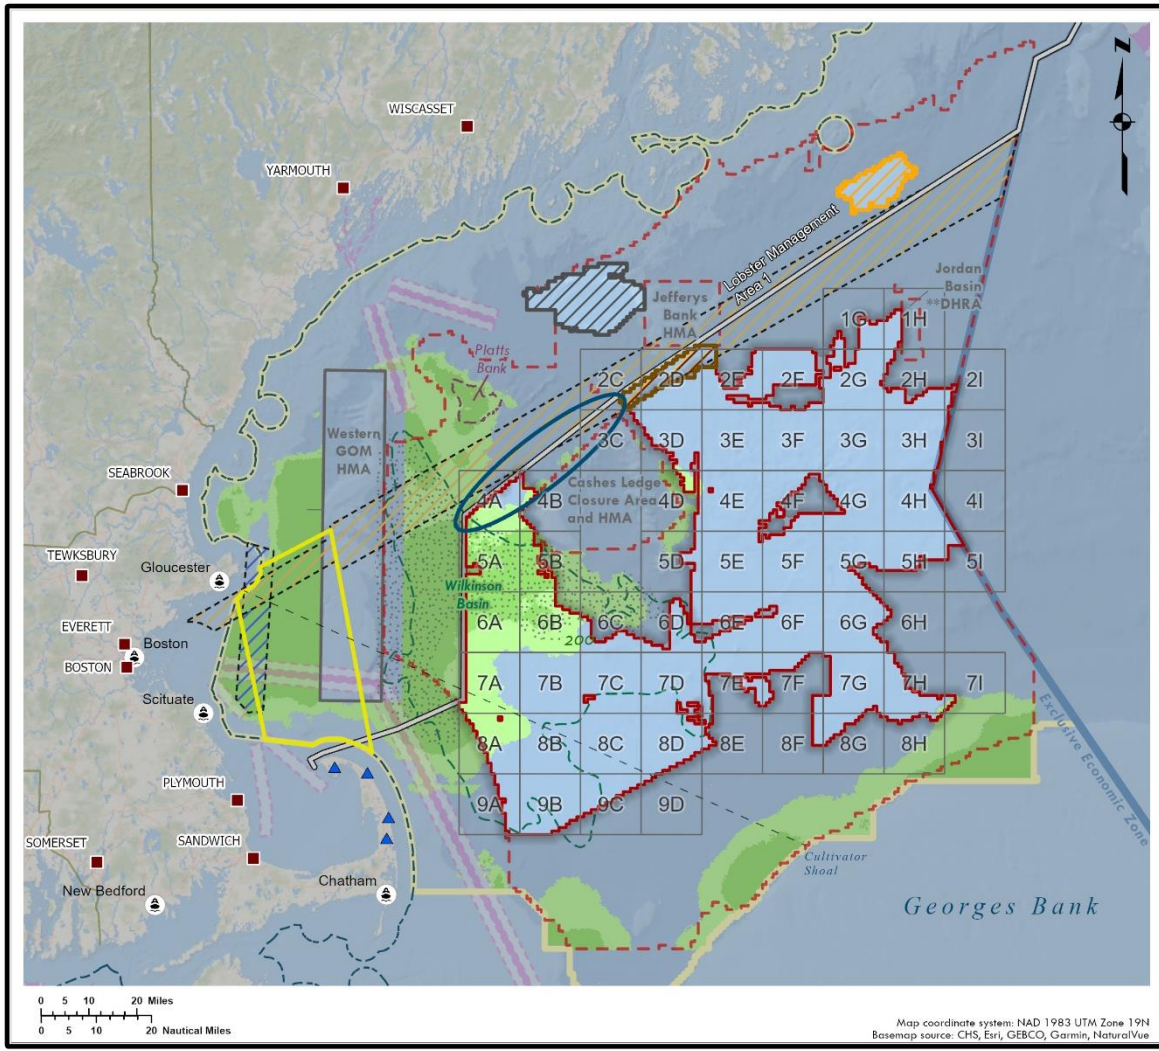 N
WISCASSET
YARMOUTH
SEABROOK
TEWKSBURY
Gloucester
EVERETT
Boston
BOSTON
Scituate
PLYMOUTH
SOMERSET
SANDWICH
New Bedford
Chatham
Western
GOM
HMA
Platts
Bank
Jefferys
Bank
HMA
Lobster Management
Area 1
Jordan
Basin
**DHRA
Cashes Ledge
Closure Area
and HMA
Wilkinson
Basin
200
1G 1H
2C 2D 2E 2F 2G 2H 2I
3C 3D 3E 3F 3G 3H 3I
4A 4B 4D 4E 4F 4G 4H 4I
5A 5B 5D 5E 5F 5G 5H 5I
6A 6B 6C 6D 6E 6F 6G 6H
7A 7B 7C 7D 7E 7F 7G 7H 7I
8A 8B 8C 8D 8E 8F 8G 8H
9A 9B 9C 9D
Exclusive Economic Zone
Cultivator
Shoal
Georges Bank
0 5 10 20 Miles
0 5 10 20 Nautical Miles
Map coordinate system: NAD 1983 UTM Zone 19N
Basemap source: CHS, Esri, GEBCO, Garmin, NaturalVue